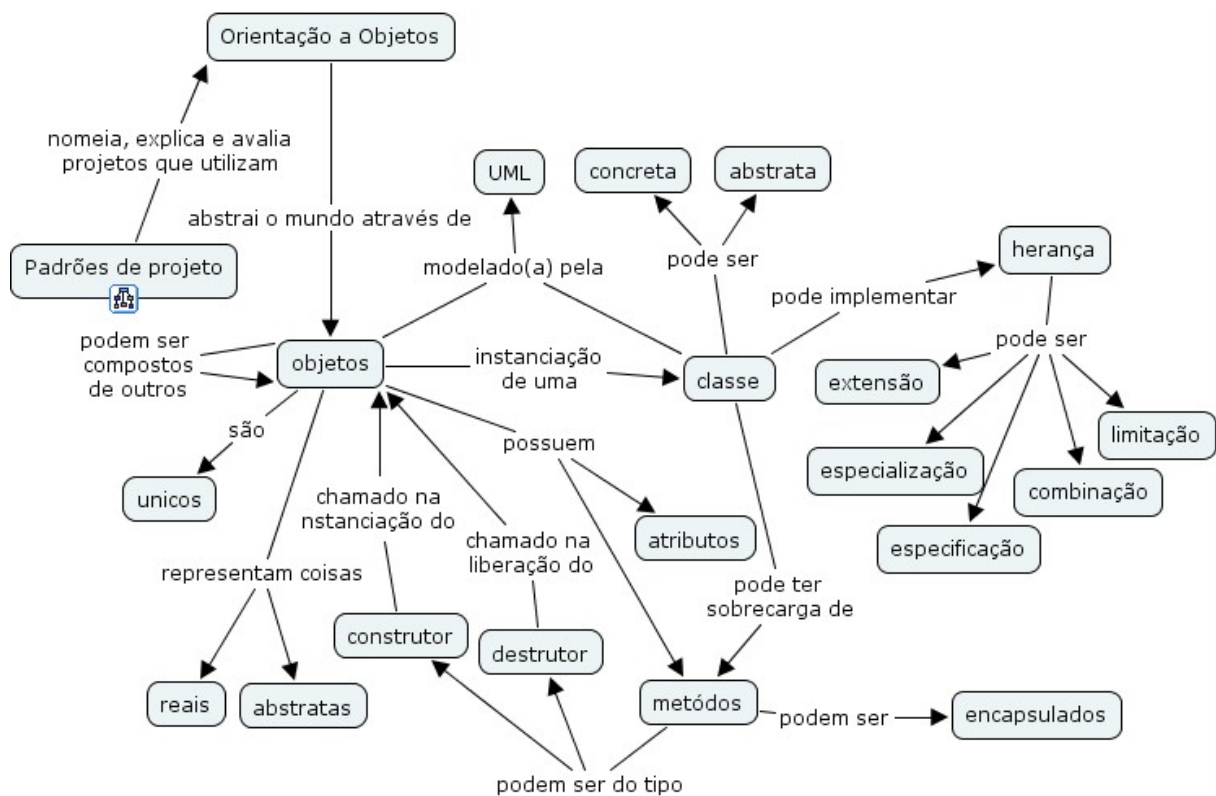 Orientação a Objetos
nomeia, explica e avalia
projetos que utilizam
abstrai o mundo através de
Padrões de projeto
UML
concreta
abstrata
modelado(a) pela
pode ser
herança
pode implementar
pode ser
podem ser
compostos
de outros
objetos
instanciação
de uma
classe
extensão
limitação
são
possuem
especialização
combinação
unicos
chamado na
nstanciação do
chamado na
liberação do
atributos
especificação
representam coisas
pode ter
sobrecarga de
construtor
destrutor
reais
abstratas
metódos
podem ser
encapsulados
podem ser do tipo